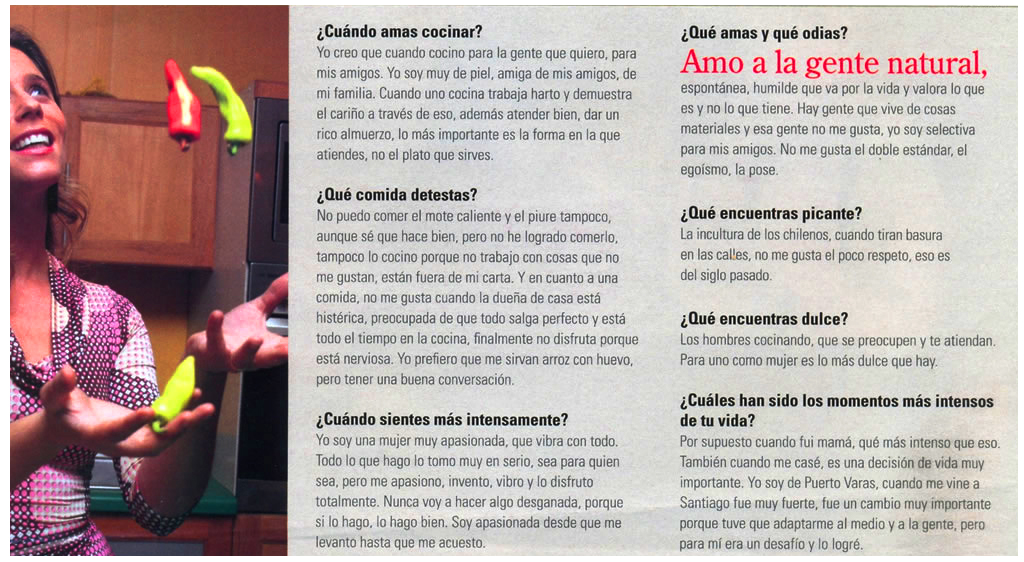 ¿Cuándo amas cocinar?
Yo creo que cuando cocino para la gente que quiero, para
mis amigos. Yo soy muy de piel, amiga de mis amigos, de
mi familia. Cuando uno cocina trabaja harto y demuestra
el cariño a través de eso, además atender bien, dar un
rico almuerzo, lo más importante es la forma en la que
atiendes, no el plato que sirves.
¿Qué comida detestas?
No puedo comer el mote caliente y el piure tampoco,
aunque sé que hace bien, pero no he logrado comerlo,
tampoco lo cocino porque no trabajo con cosas que no
me gustan, están fuera de mi carta. Y en cuanto a una
comida, no me gusta cuando la dueña de casa está
histérica, preocupada de que todo salga perfecto y está
todo el tiempo en la cocina, finalmente no disfruta porque
está nerviosa. Yo prefiero que me sirvan arroz con huevo,
pero tener una buena conversación.
¿Cuándo sientes más intensamente?
Yo soy una mujer muy apasionada, que vibra con todo.
Todo lo que hago lo tomo muy en serio, sea para quien
sea, pero me apasiono, invento, vibro y lo disfruto
totalmente. Nunca voy a hacer algo desganada, porque
si lo hago, lo hago bien. Soy apasionada desde que me
levanto hasta que me acuesto.
¿Qué amas y qué odias?
Amo a la gente natural,
espontánea, humilde que va por la vida y valora lo que
es y no lo que tiene. Hay gente que vive de cosas
materiales y esa gente no me gusta, yo soy selectiva
para mis amigos. No me gusta el doble estándar, el
egoísmo, la pose.
¿Qué encuentras picante?
La incultura de los chilenos, cuando tiran basura
en las calles, no me gusta el poco respeto, eso es
del siglo pasado.
¿Qué encuentras dulce?
Los hombres cocinando, que se preocupen y te atiendan.
Para uno como mujer es lo más dulce que hay.
¿Cuáles han sido los momentos más intensos
de tu vida?
Por supuesto cuando fui mamá, qué más intenso que eso.
También cuando me casé, es una decisión de vida muy
importante. Yo soy de Puerto Varas, cuando me vine a
Santiago fue muy fuerte, fue un cambio muy importante
porque tuve que adaptarme al medio y a la gente, pero
para mí era un desafío y lo logré.